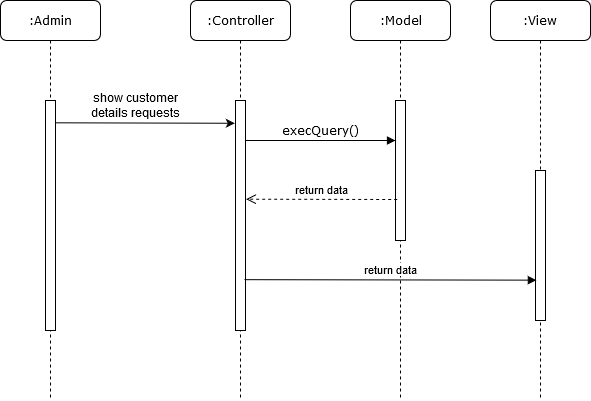 :Admin
:Controller
:Model
:View
show customer
details requests
execQuery()
return data
return data